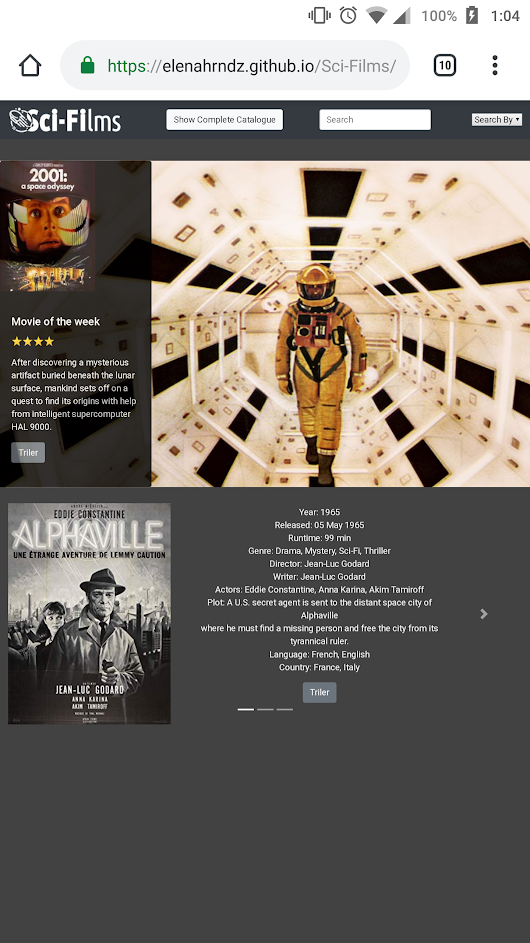 100% 1:04
https://elenahrndz.github.io/Sci-Films/ 10
Sci-Films Show Complete Catalogue Search Search By
2001:
a space odyssey
Movie of the week
After discovering a mysterious
artifact buried beneath the lunar
surface, mankind sets off on a
quest to find its origins with help
from intelligent supercomputer
HAL 9000.
Triler
EDDIE CONSTANTINE
ALPHAVILLE
UNE ÉTRANGE AVENTURE DE LEMMY CAUTION
JEAN-LUC GODARD
ANNA KARINA
AKIM TAMIROFF
Year: 1965
Released: 05 May 1965
Runtime: 99 min
Genre: Drama, Mystery, Sci-Fi, Thriller
Director: Jean-Luc Godard
Writer: Jean-Luc Godard
Actors: Eddie Constantine, Anna Karina, Akim Tamiroff
Plot: A U.S. secret agent is sent to the distant space city of
Alphaville
where he must find a missing person and free the city from its
tyrannical ruler.
Language: French, English
Country: France, Italy
Triler